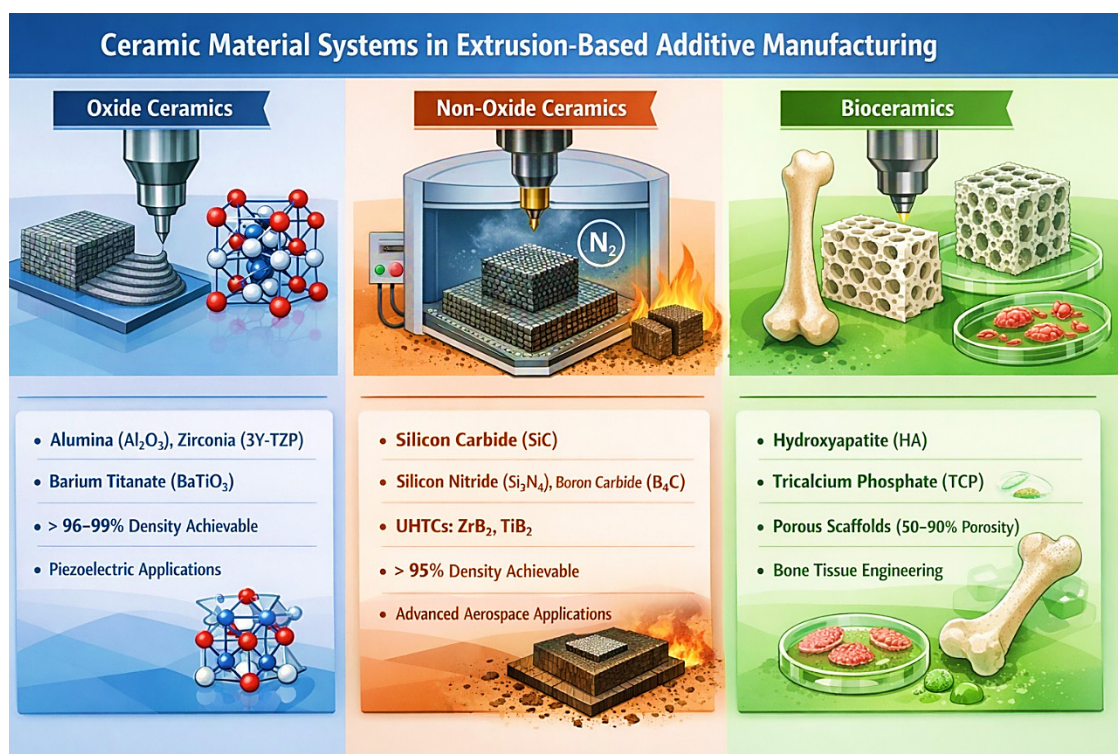 Ceramic Material Systems in Extrusion-Based Additive Manufacturing
Oxide Ceramics
• Alumina (Al₂O₃), Zirconia (3Y-TZP)
• Barium Titanate (BaTiO₃)
• > 96–99% Density Achievable
• Piezoelectric Applications
Non-Oxide Ceramics
N₂
• Silicon Carbide (SiC)
• Silicon Nitride (Si₃N₄), Boron Carbide (B₄C)
• UHTCs: ZrB₂, TiB₂
• > 95% Density Achievable
• Advanced Aerospace Applications
Bioceramics
• Hydroxyapatite (HA)
• Tricalcium Phosphate (TCP)
• Porous Scaffolds (50–90% Porosity)
• Bone Tissue Engineering